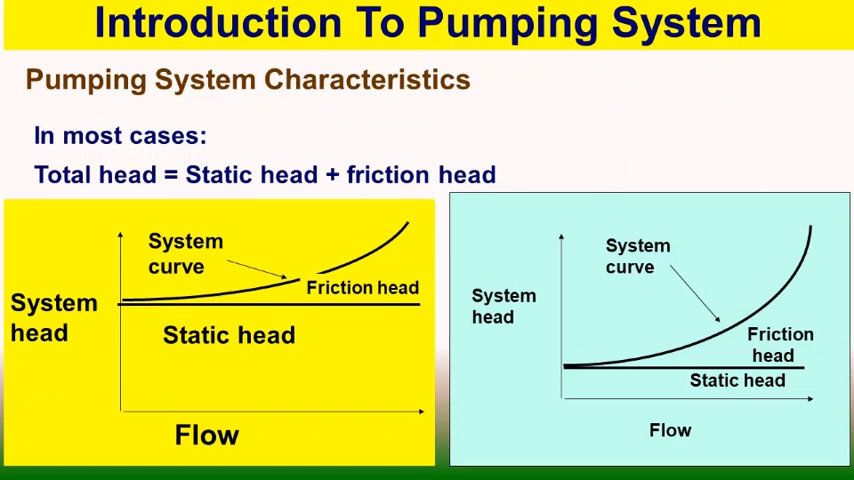 Introduction To Pumping System
Pumping System Characteristics
In most cases:
Total head = Static head + friction head
System
curve
Friction head
System
head
Static head
Flow
System
curve
System
head
Friction
head
Static head
Flow